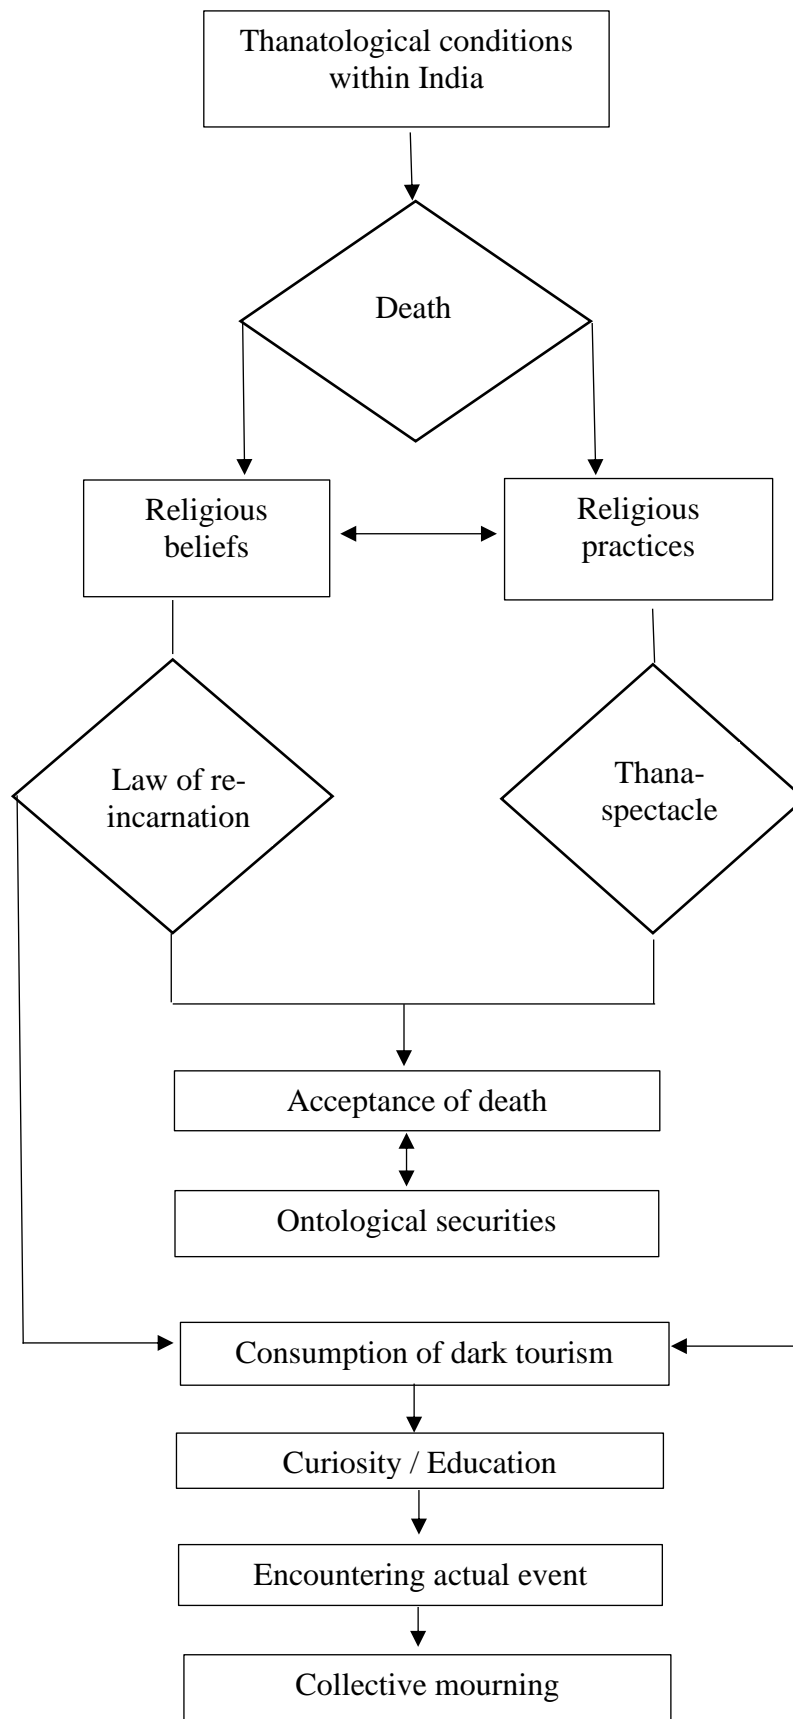 Thanatological conditions
within India
Death
Religious
beliefs
Religious
practices
Law of re-
incarnation
Thana-
spectacle
Acceptance of death
Ontological securities
Consumption of dark tourism
Curiosity / Education
Encountering actual event
Collective mourning